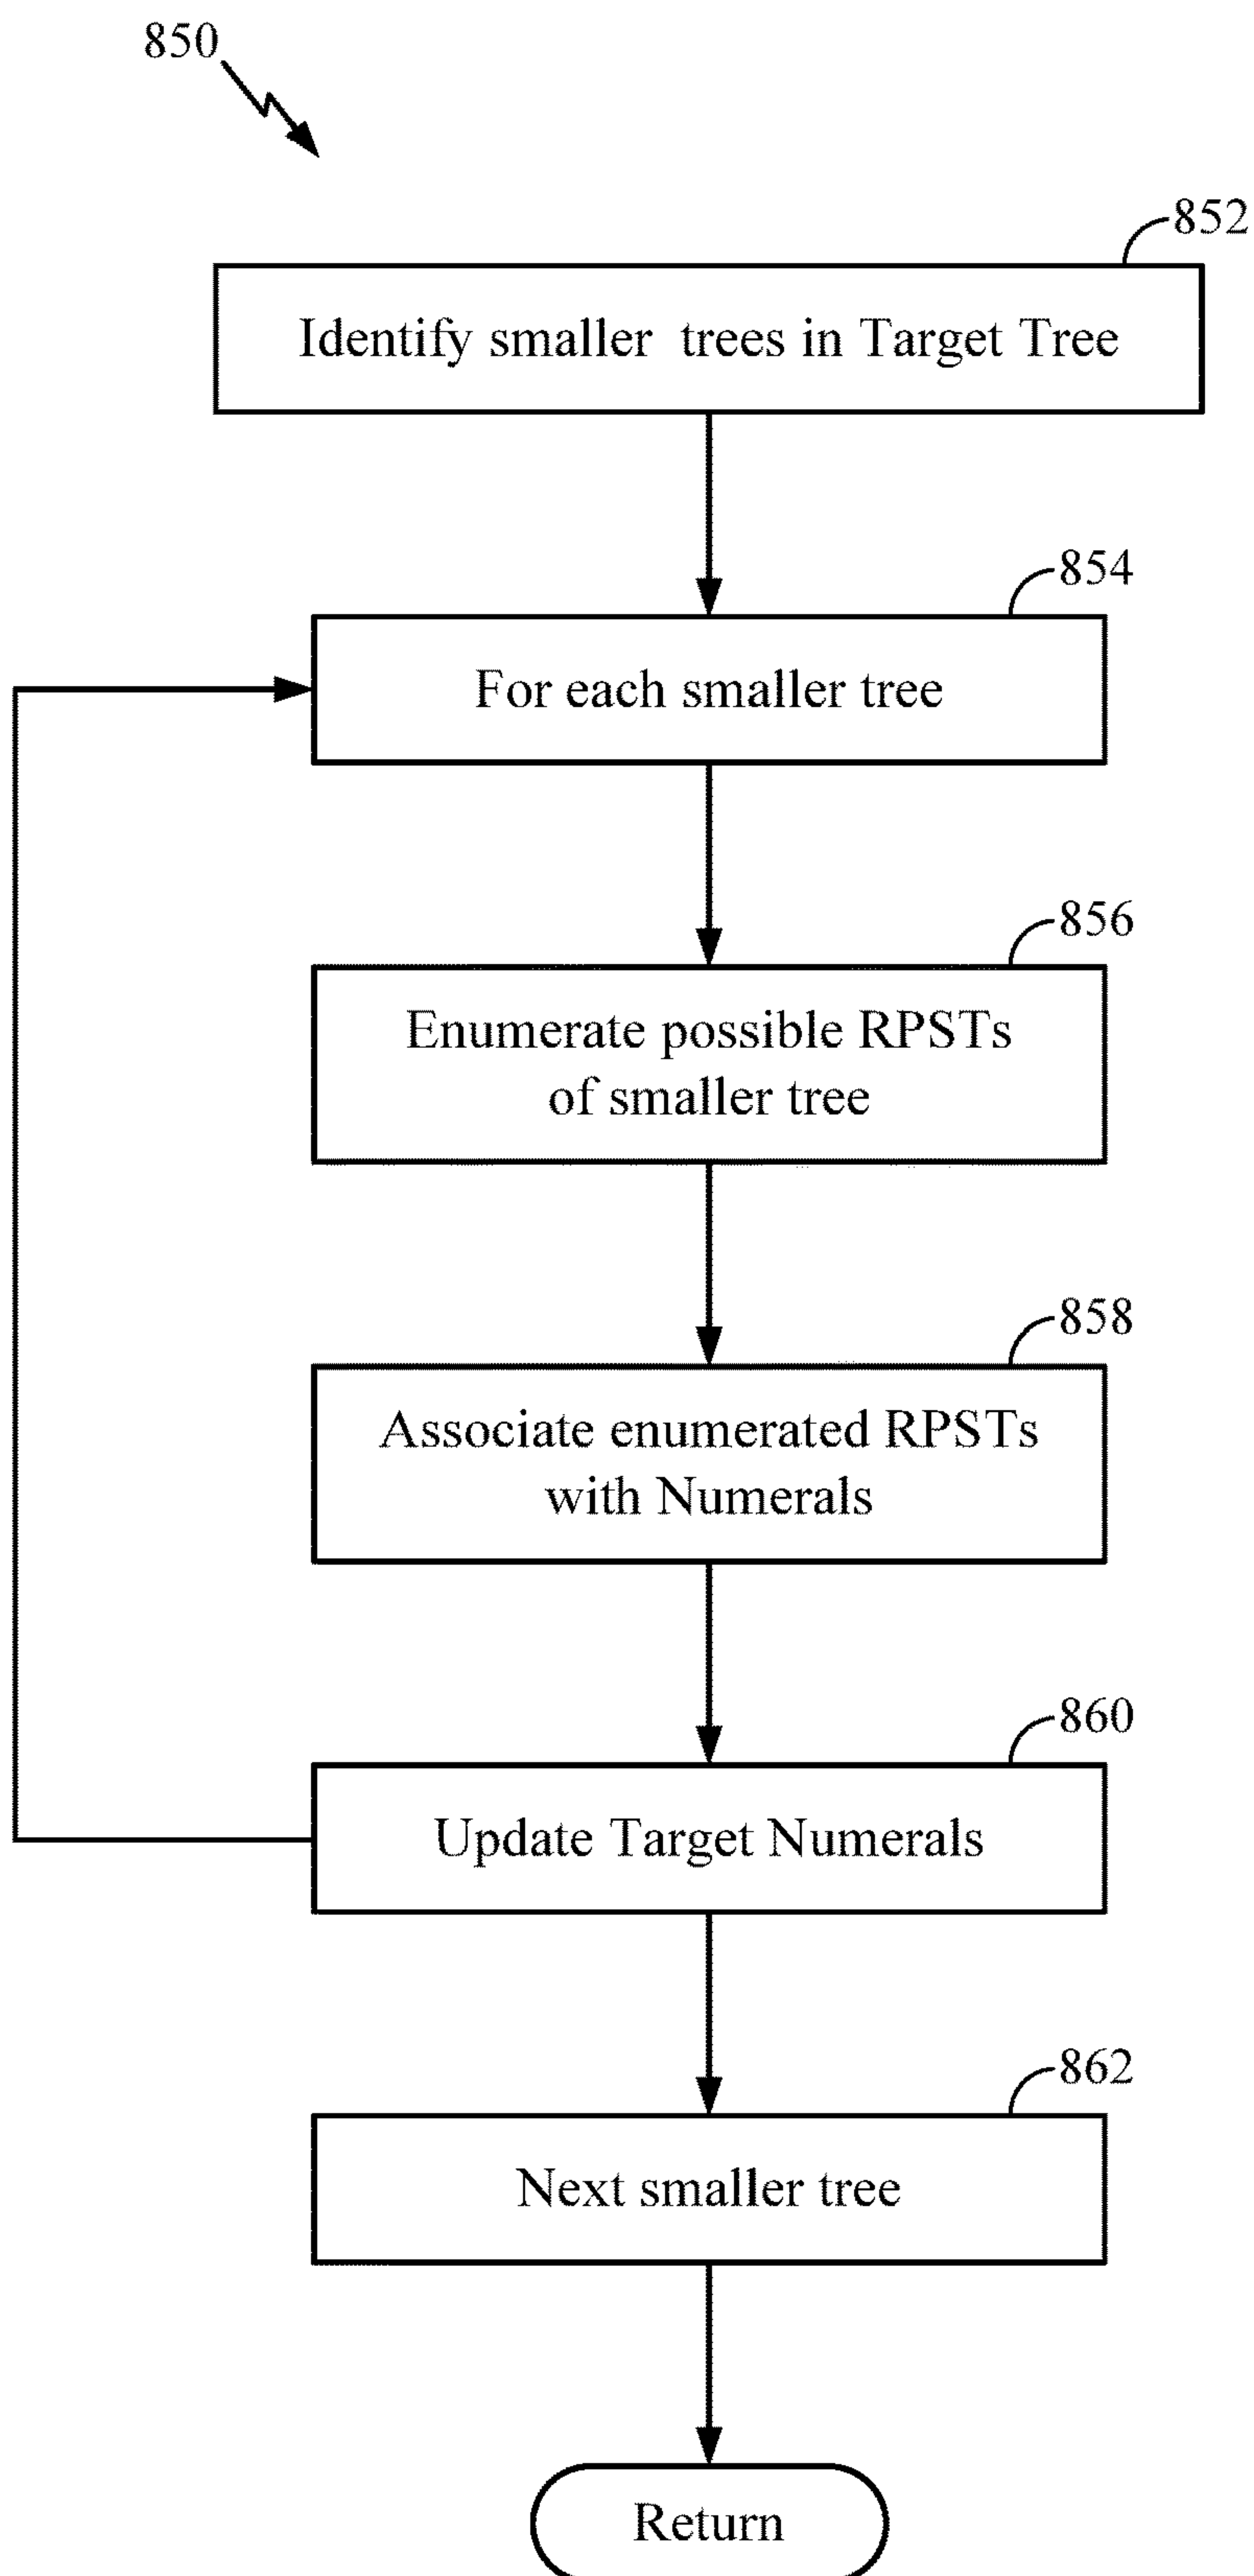 850
852
Identify smaller trees in Target Tree
854
For each smaller tree
856
Enumerate possible RPSTs
of smaller tree
858
Associate enumerated RPSTs
with Numerals
860
Update Target Numerals
862
Next smaller tree
Return